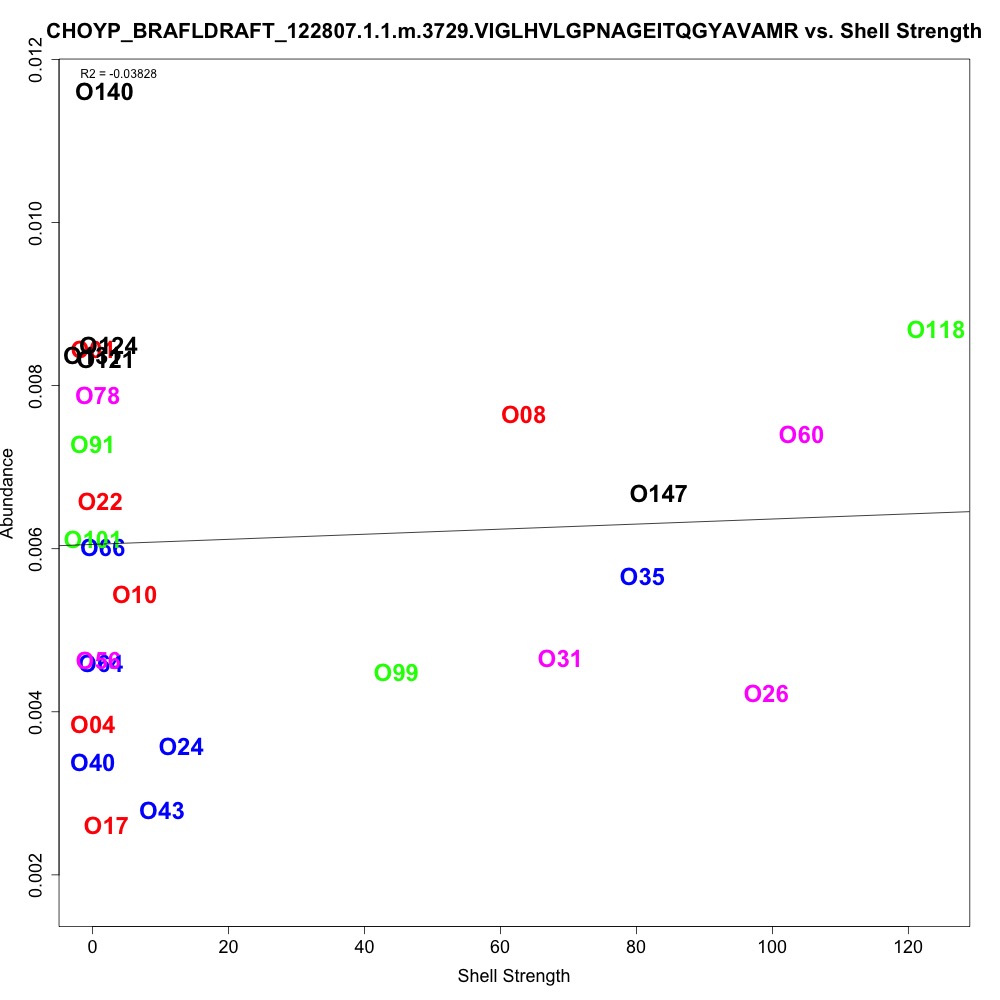 CHOYP_BRAFLDRAFT_122807.1.1.m.3729.VIGLHVLGPNAGEITQGYAVAMR vs. Shell Strength
R2 = -0.03828
O140
O118
O124
O121
O78
O08
O60
O91
O147
O22
O101
O66
O35
O10
O31
O99
O26
O04
O24
O40
O43
O17
0.012
0.010
0.008
0.006
0.004
0.002
Abundance
0 20 40 60 80 100 120
Shell Strength